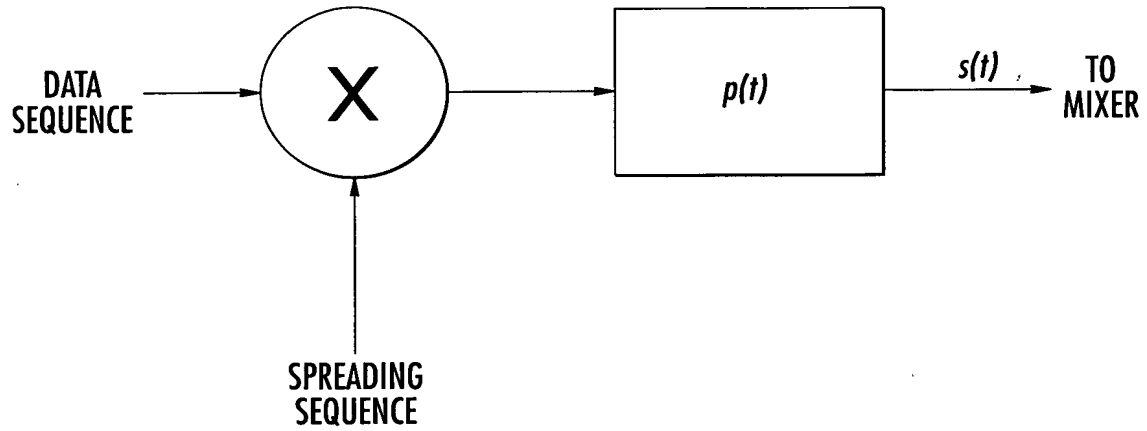 DATA
SEQUENCE
X
p(t)
s(t)
TO
MIXER
SPREADING
SEQUENCE